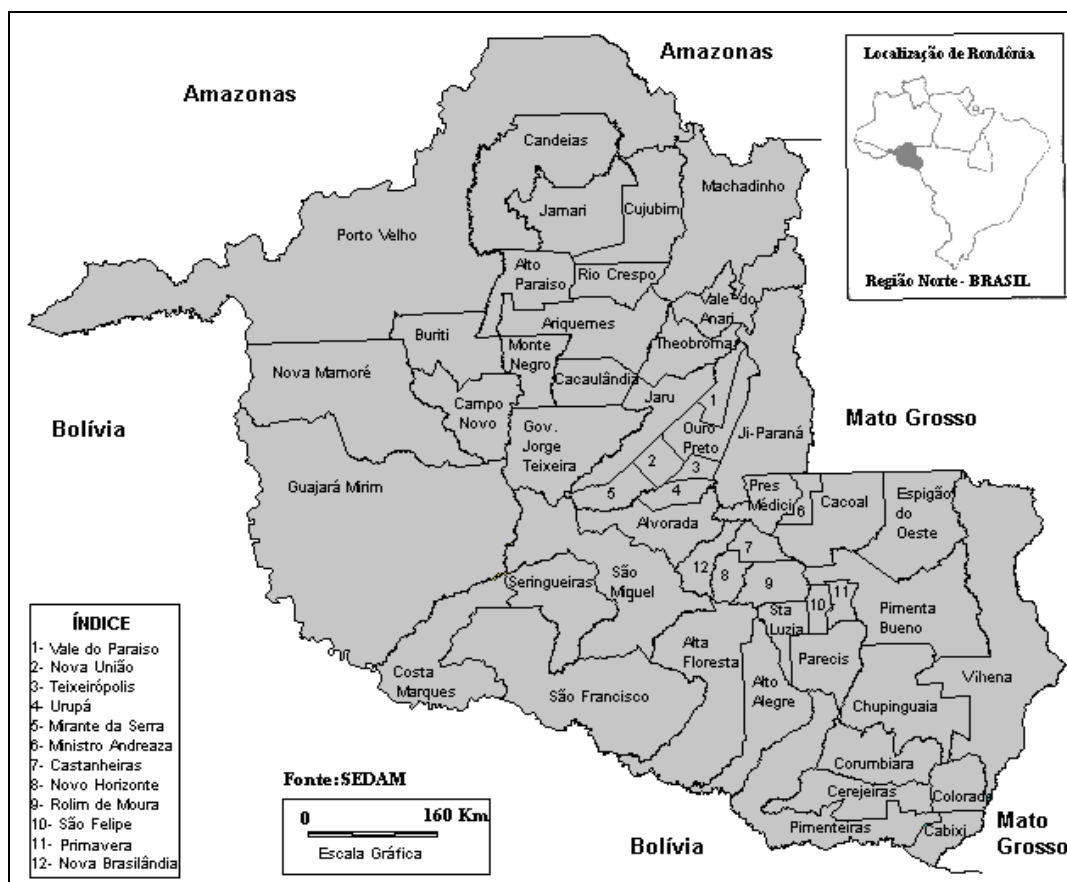 Amazonas
Amazonas
Localização de Rondônia
Região Norte - BRASIL
Candeias
Jamari
Cujubim
Machadinho
Porto Velho
Alto
Paraiso
Rio Crespo
Vale do
Anari
Ariquemes
Buriti
Monte
Negro
Theobroma
Nova Mamoré
Cacaulândia
Jaru
1
Campo
Novo
Bolívia
Mato Grosso
Gov.
Jorge
Teixeira
Ouro
Preto
Ji-Paraná
2
3
Guajará Mirim
5
4
Pres
Médici
6
Cacoal
Espigão
do
Oeste
Alvorada
7
12
8
9
Seringueiras
São
Miguel
10
11
Sta
Luzia
Pimenta
Bueno
Alta
Floresta
Parecis
Vihena
Costa
Marques
São Francisco
Alto
Alegre
Chupinguaia
Corumbiara
Cerejeiras
Colorado
Pimenteiras
Cabixi
Mato
Grosso
Bolívia
ÍNDICE
1- Vale do Paraiso
2- Nova União
3- Teixeirópolis
4- Urupá
5- Mirante da Serra
6- Ministro Andreaza
7- Castanheiras
8- Novo Horizonte
9- Rolim de Moura
10- São Felipe
11- Primavera
12- Nova Brasilândia
Fonte:SEDAM
0 160 Km
Escala Gráfica